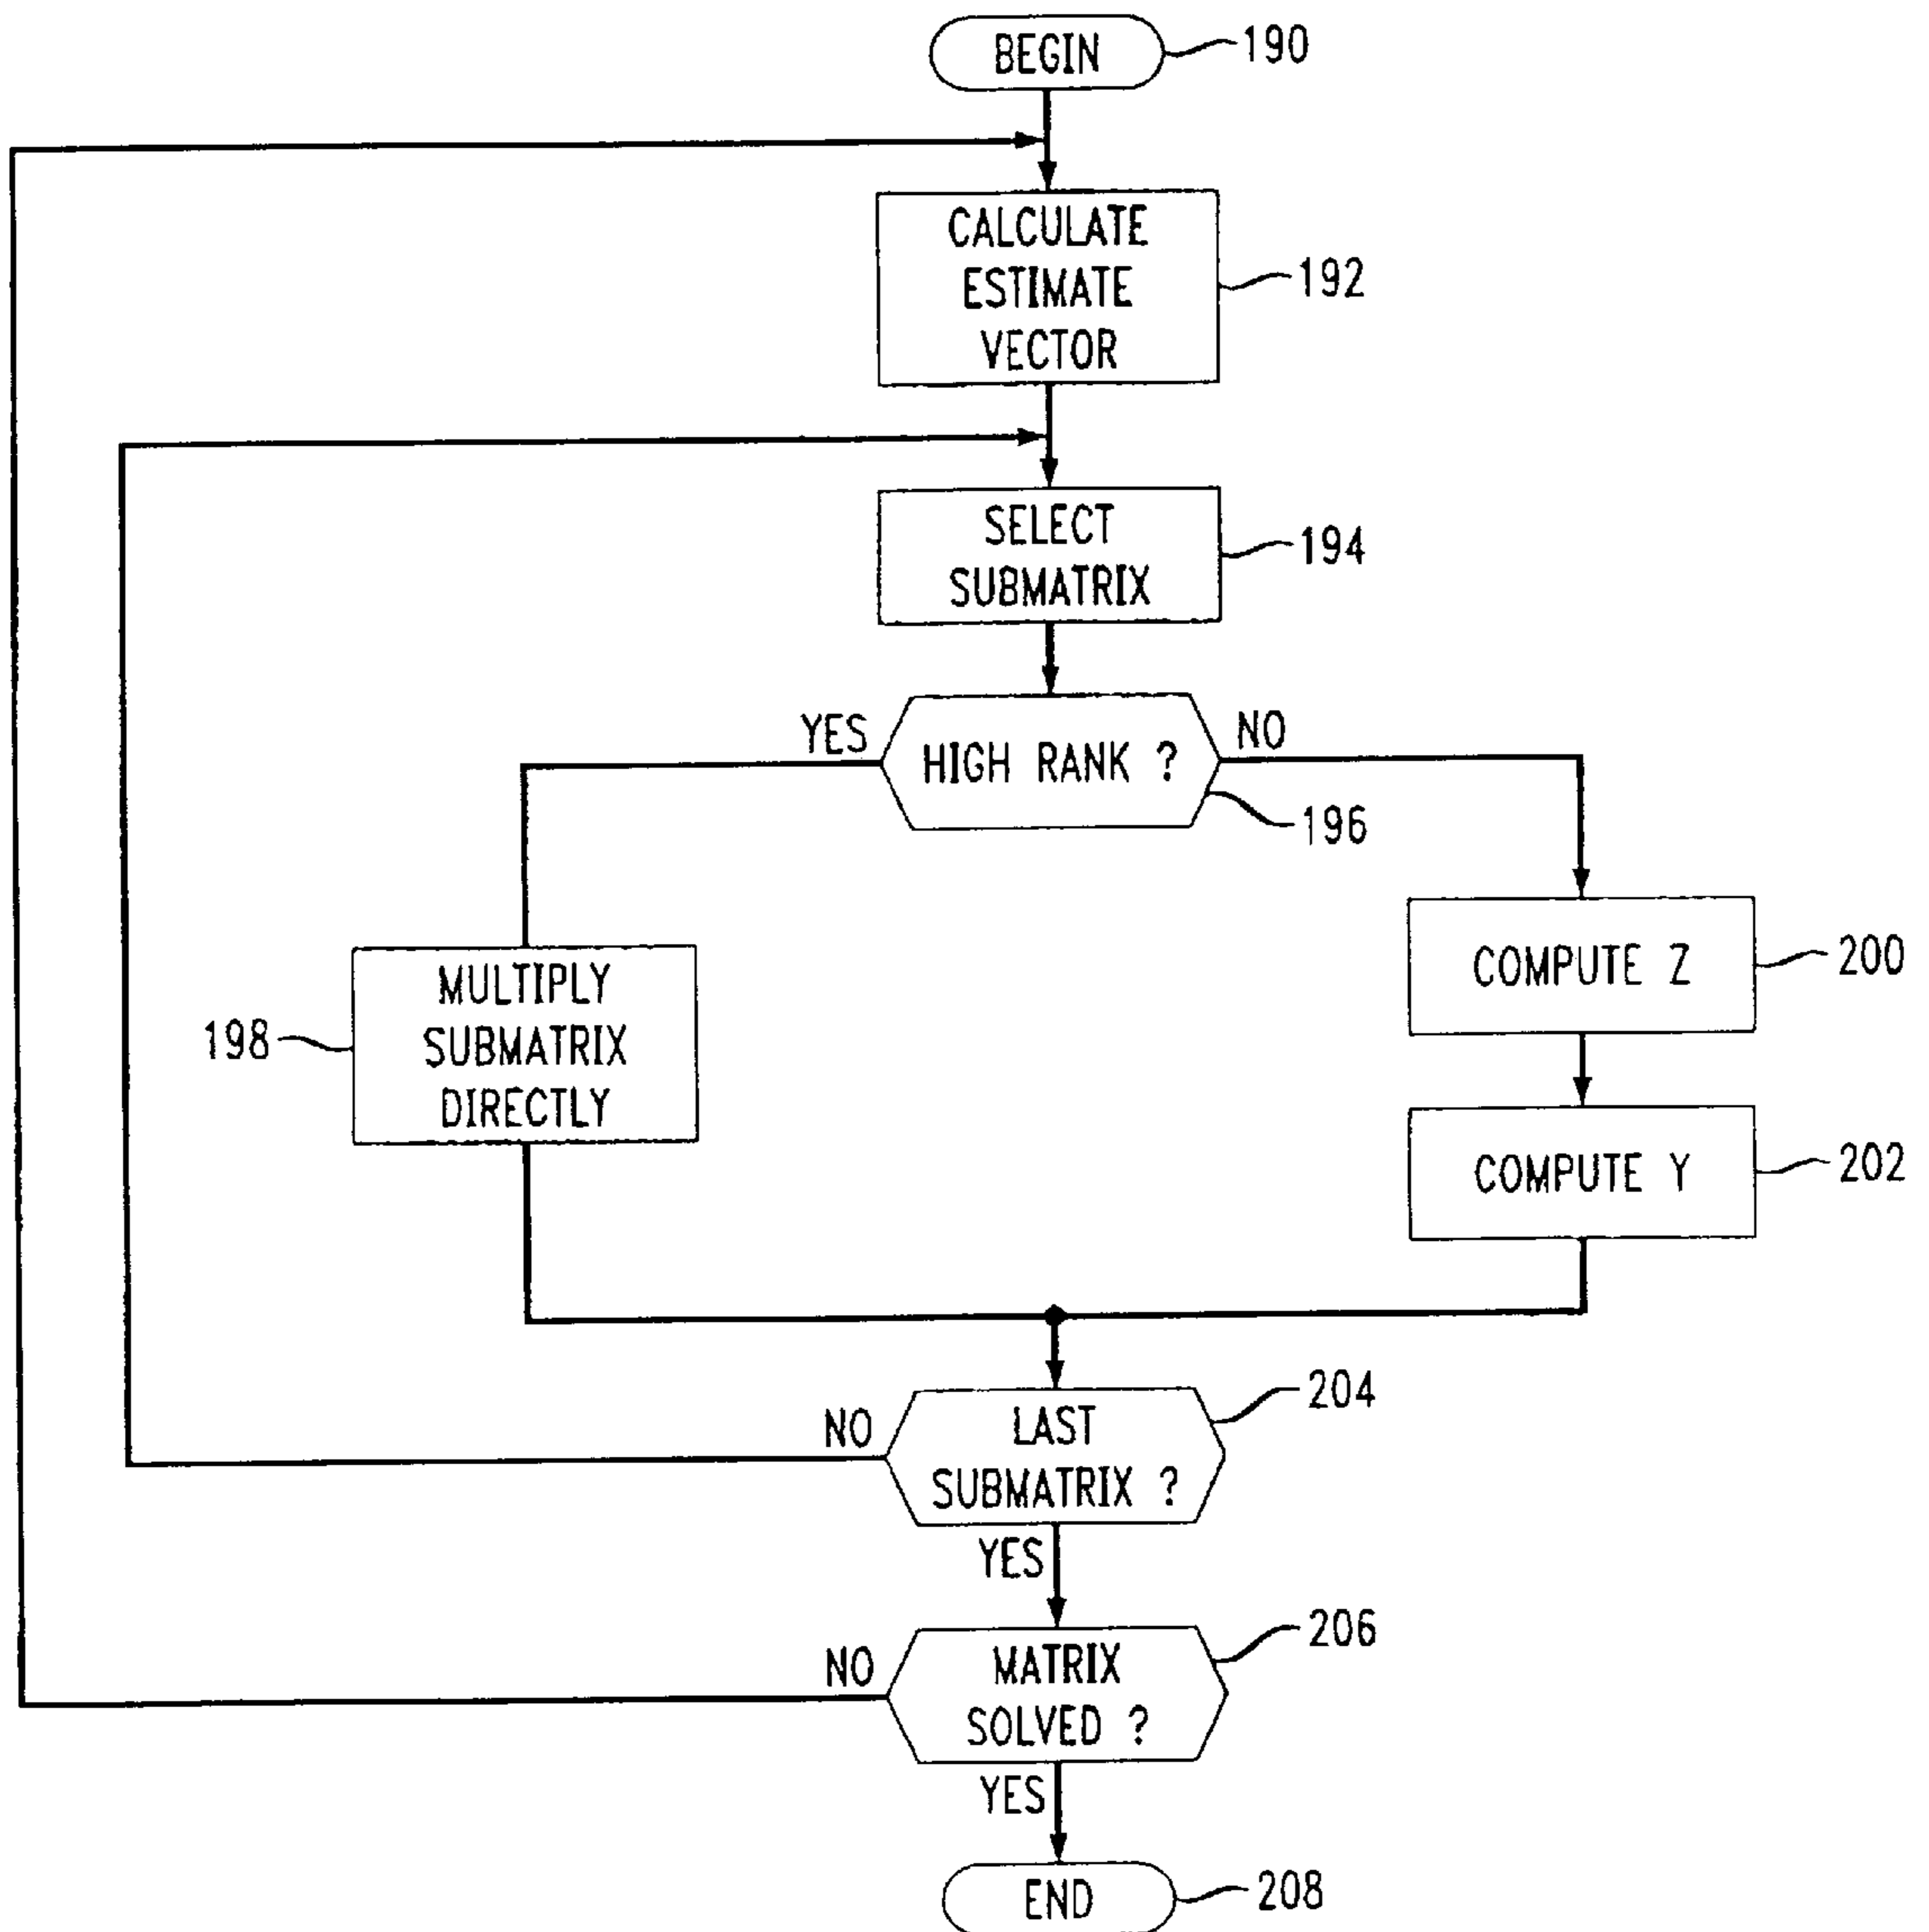 BEGIN
190
CALCULATE
ESTIMATE
VECTOR
192
SELECT
SUBMATRIX
194
YES
HIGH RANK ?
NO
196
MULTIPLY
SUBMATRIX
DIRECTLY
198
COMPUTE Z
200
COMPUTE Y
202
LAST
SUBMATRIX ?
204
NO
YES
MATRIX
SOLVED ?
206
NO
YES
END
208